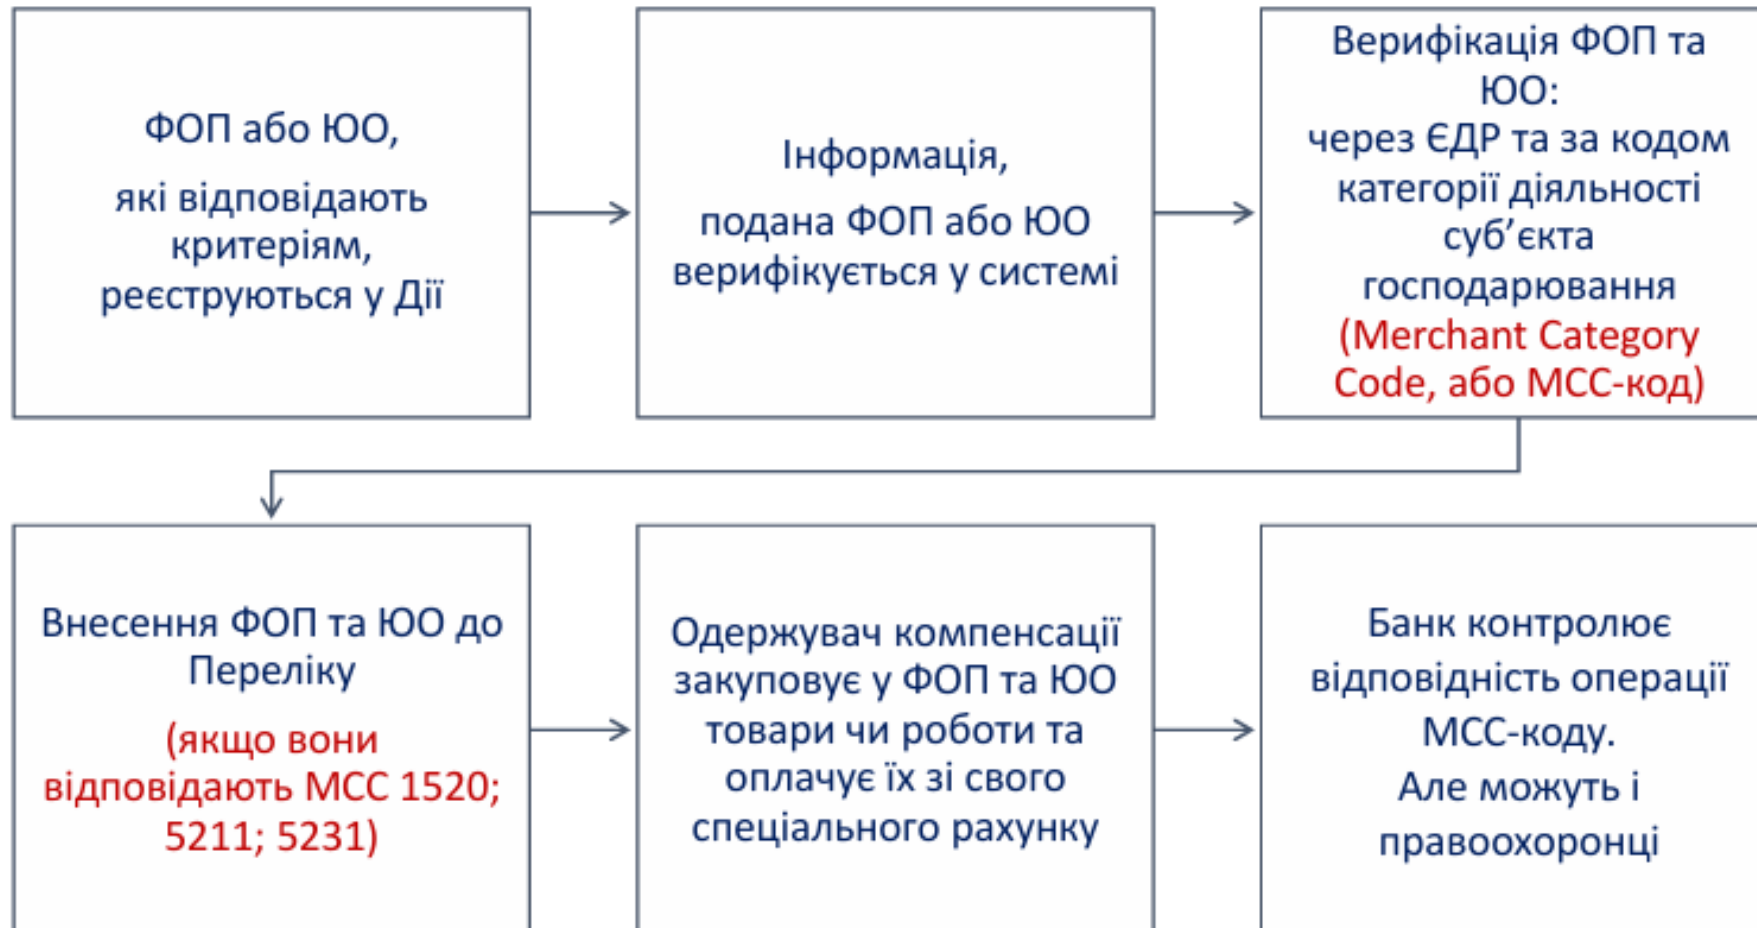 ФОП або ЮО,
які відповідають
критеріям,
реєструються у Дії
Інформація,
подана ФОП або ЮО
верифікується у системі
Верифікація ФОП та
ЮО:
через ЄДР та за кодом
категорії діяльності
суб’єкта
господарювання
(Merchant Category
Code, або МСС-код)
Внесення ФОП та ЮО до
Переліку
(якщо вони
відповідають МСС 1520;
5211; 5231)
Одержувач компенсації
закуповує у ФОП та ЮО
товари чи роботи та
оплачує їх зі свого
спеціального рахунку
Банк контролює
відповідність операції
МСС-коду.
Але можуть і
правоохоронці